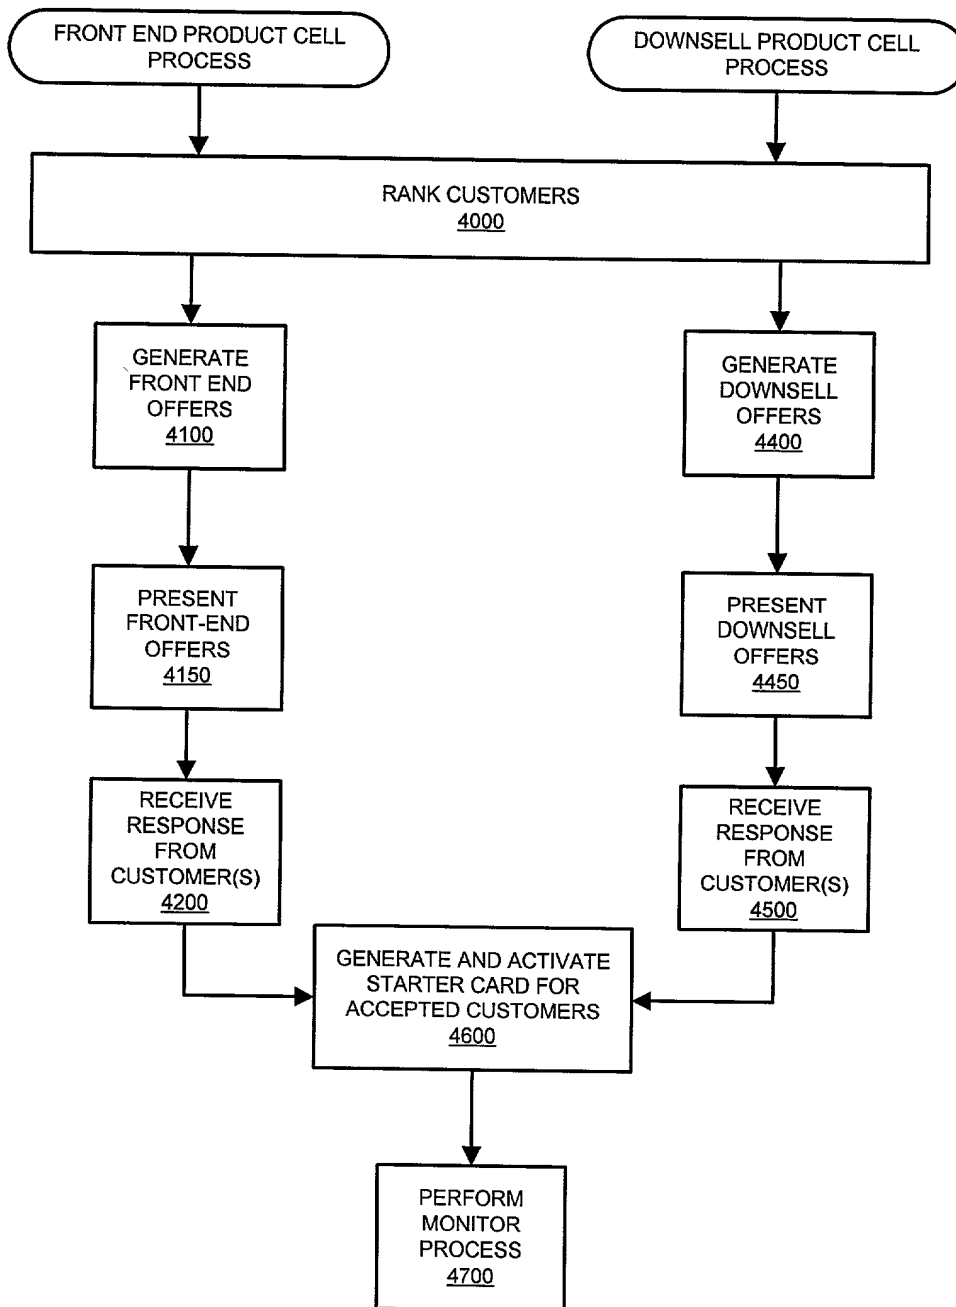 FRONT END PRODUCT CELL
PROCESS
DOWNSELL PRODUCT CELL
PROCESS
RANK CUSTOMERS
4000
GENERATE
FRONT END
OFFERS
4100
GENERATE
DOWNSELL
OFFERS
4400
PRESENT
FRONT-END
OFFERS
4150
PRESENT
DOWNSELL
OFFERS
4450
RECEIVE
RESPONSE
FROM
CUSTOMER(S)
4200
RECEIVE
RESPONSE
FROM
CUSTOMER(S)
4500
GENERATE AND ACTIVATE
STARTER CARD FOR
ACCEPTED CUSTOMERS
4600
PERFORM
MONITOR
PROCESS
4700